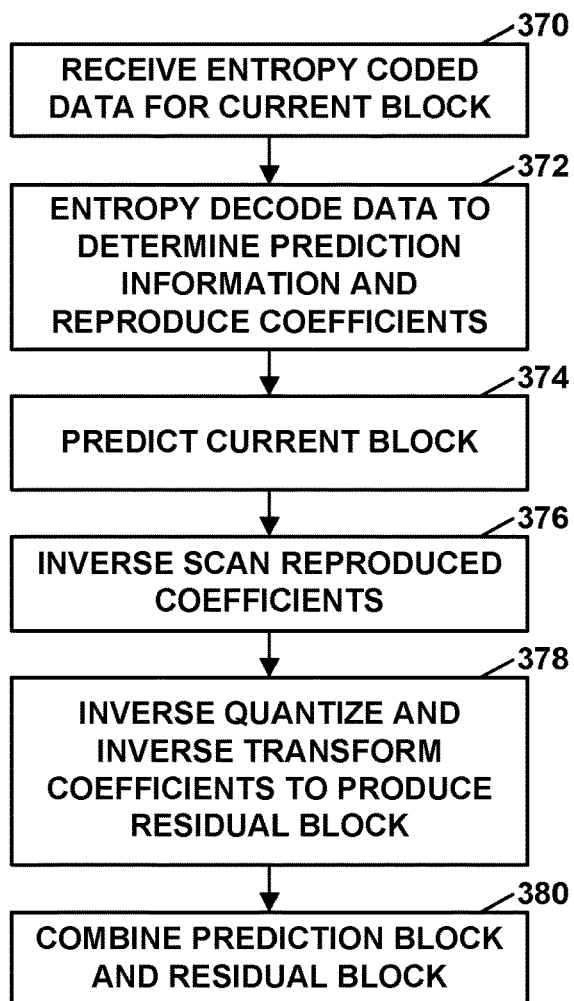 370
RECEIVE ENTROPY CODED
DATA FOR CURRENT BLOCK
372
ENTROPY DECODE DATA TO
DETERMINE PREDICTION
INFORMATION AND
REPRODUCE COEFFICIENTS
374
PREDICT CURRENT BLOCK
376
INVERSE SCAN REPRODUCED
COEFFICIENTS
378
INVERSE QUANTIZE AND
INVERSE TRANSFORM
COEFFICIENTS TO PRODUCE
RESIDUAL BLOCK
380
COMBINE PREDICTION BLOCK
AND RESIDUAL BLOCK